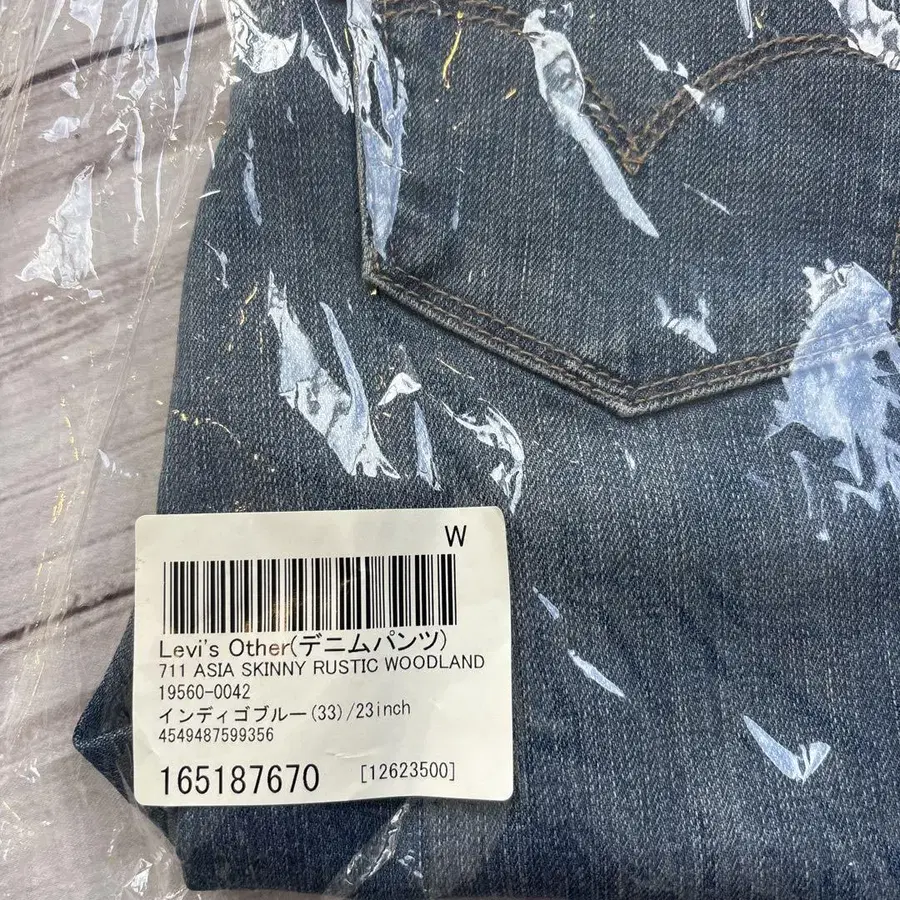 W
Levi's Other(デニムパンツ)
711 ASIA SKINNY RUSTIC WOODLAND
19560-0042
インディゴブルー(33)/23inch
4549487599356
165187670 [12623500]